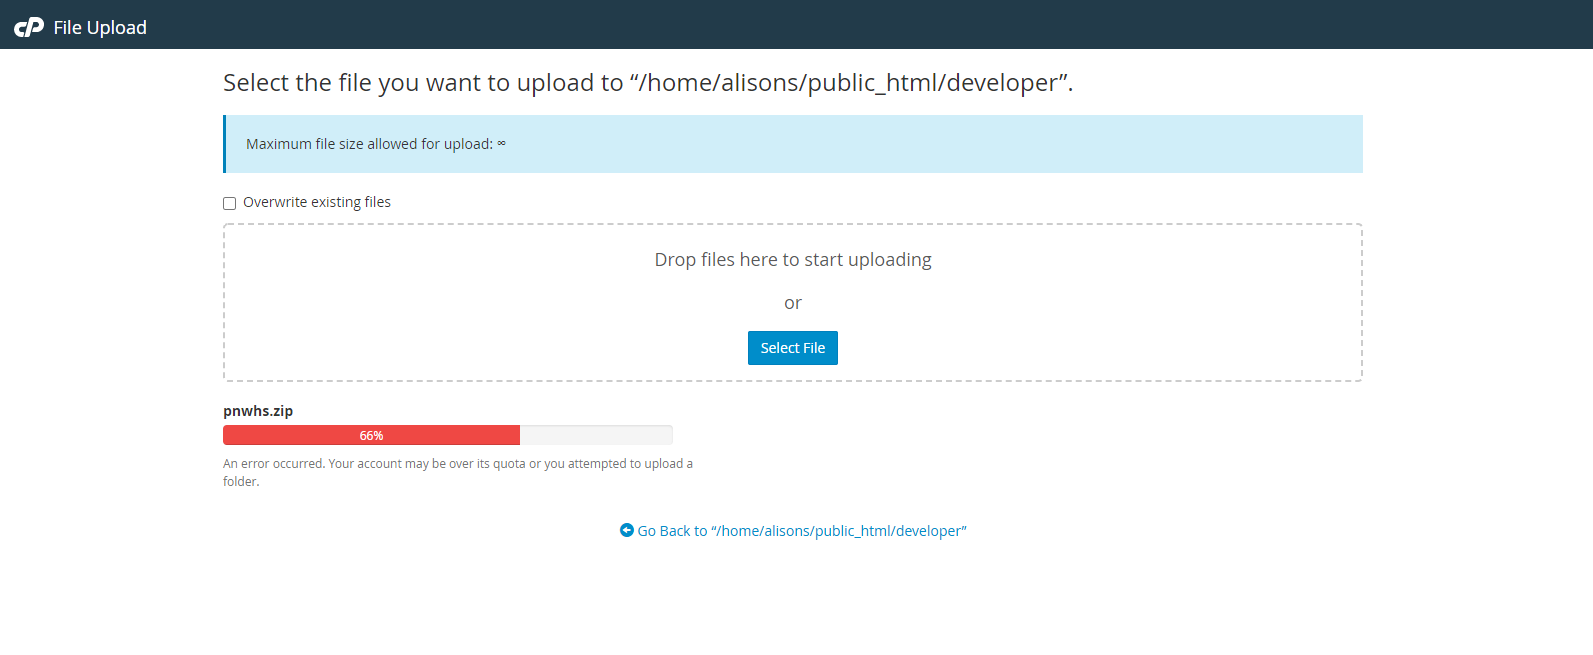 cP File Upload
Select the file you want to upload to “/home/alisons/public_html/developer”.
Maximum file size allowed for upload: ∞
Overwrite existing files
Drop files here to start uploading
or
Select File
pnwhs.zip
66%
An error occurred. Your account may be over its quota or you attempted to upload a
folder.
Go Back to “/home/alisons/public_html/developer”